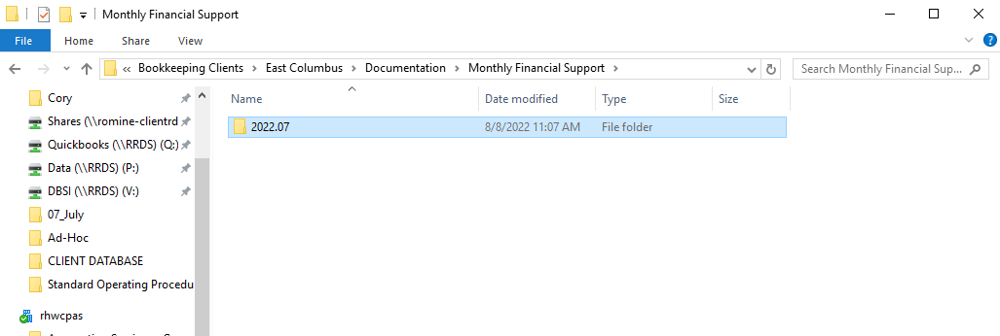 Monthly Financial Support
File Home Share View
« Bookkeeping Clients > East Columbus > Documentation > Monthly Financial Support >
Search Monthly Financial Sup...
Name Date modified Type Size
2022.07 8/8/2022 11:07 AM File folder
Cory
Shares (\\romine-clientrd
Quickbooks (\\RRDS) (Q:)
Data (\\RRDS) (P:)
DBSI (\\RRDS) (V:)
07_July
Ad-Hoc
CLIENT DATABASE
Standard Operating Procedu
rhwcpas